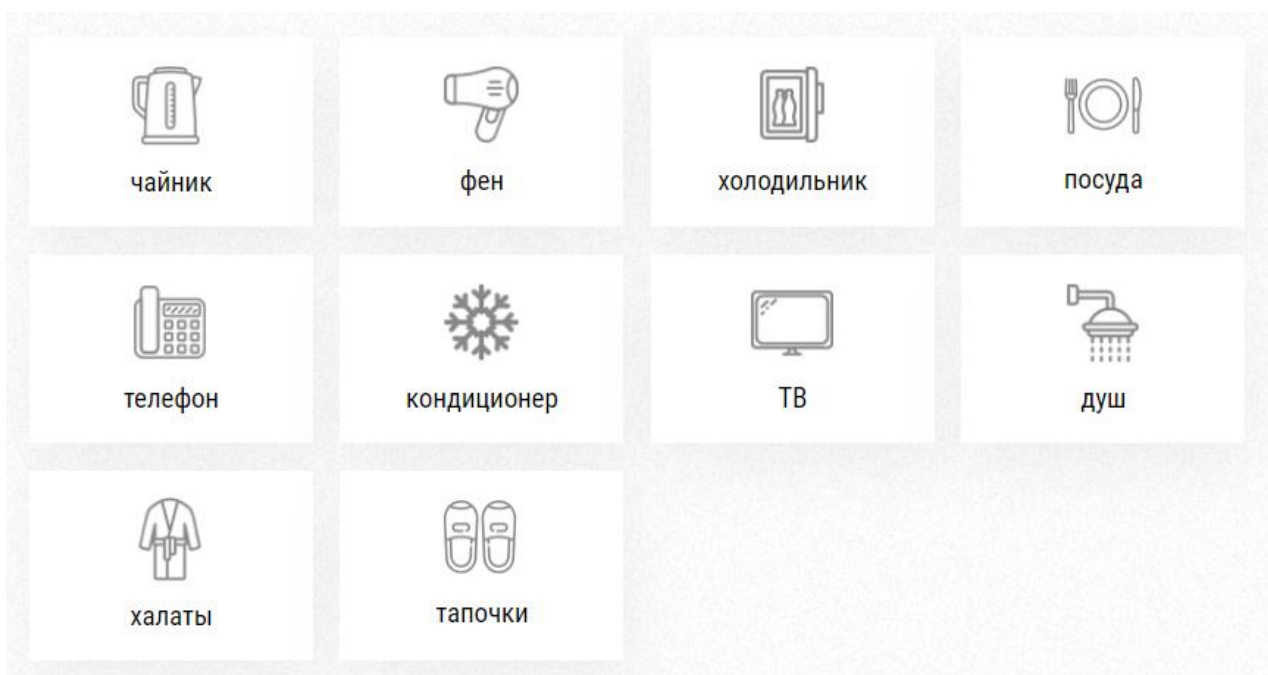 чайник
фен
холодильник
посуда
телефон
кондиционер
ТВ
душ
халаты
тапочки